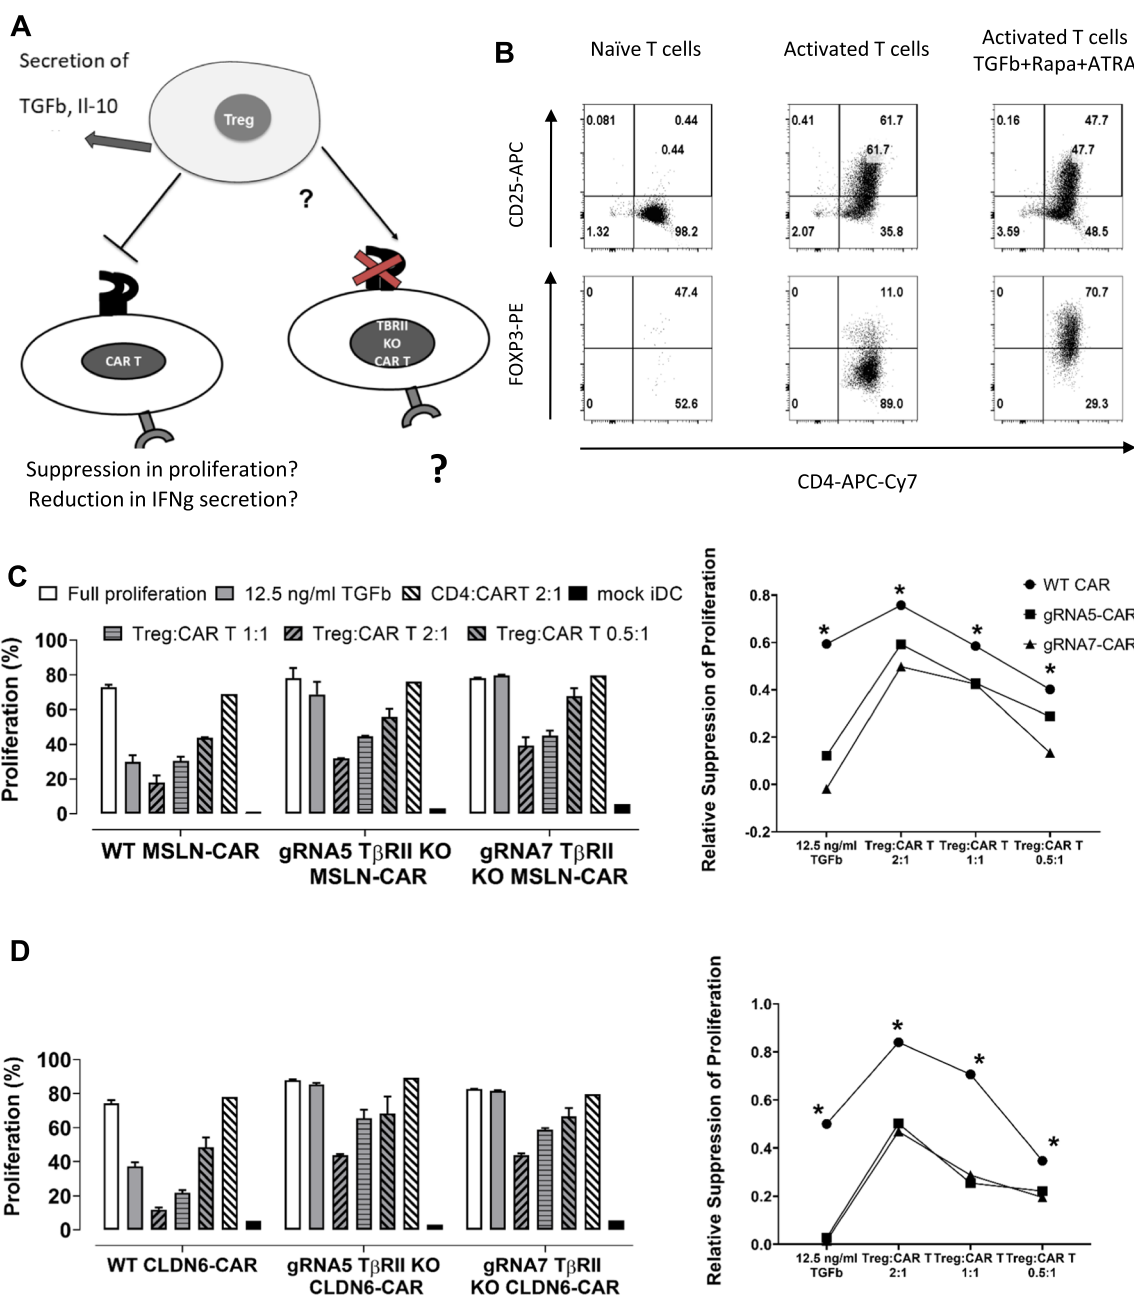 A
Secretion of
TGFb, Il-10
Treg
?
CAR T
TBRII
KO
CAR T
Suppression in proliferation?
Reduction in IFNg secretion?
?
B
Naïve T cells
Activated T cells
Activated T cells
TGFb+Rapa+ATRA
CD25-APC
0.081
0.44
0.44
1.32
98.2
0.41
61.7
61.7
2.07
35.8
0.16
47.7
47.7
3.59
48.5
FOXP3-PE
0
47.4
0
52.6
0
11.0
0
89.0
0
70.7
0
29.3
CD4-APC-Cy7
C
Full proliferation
12.5 ng/ml TGFb
CD4:CART 2:1
mock iDC
Treg:CAR T 1:1
Treg:CAR T 2:1
Treg:CAR T 0.5:1
Proliferation (%)
100
80
60
40
20
0
WT MSLN-CAR
gRNA5 TβRII KO
MSLN-CAR
gRNA7 TβRII
KO MSLN-CAR
Relative Suppression of Proliferation
0.8
0.6
0.4
0.2
0.0
-0.2
* * * *
WT CAR
gRNA5-CAR
gRNA7-CAR
12.5 ng/ml
TGFb
Treg:CAR T
2:1
Treg:CAR T
1:1
Treg:CAR T
0.5:1
D
Proliferation (%)
100
80
60
40
20
0
WT CLDN6-CAR
gRNA5 TβRII KO
CLDN6-CAR
gRNA7 TβRII
KO CLDN6-CAR
Relative Suppression of Proliferation
1.0
0.8
0.6
0.4
0.2
0.0
* * * *
12.5 ng/ml
TGFb
Treg:CAR T
2:1
Treg:CAR T
1:1
Treg:CAR T
0.5:1